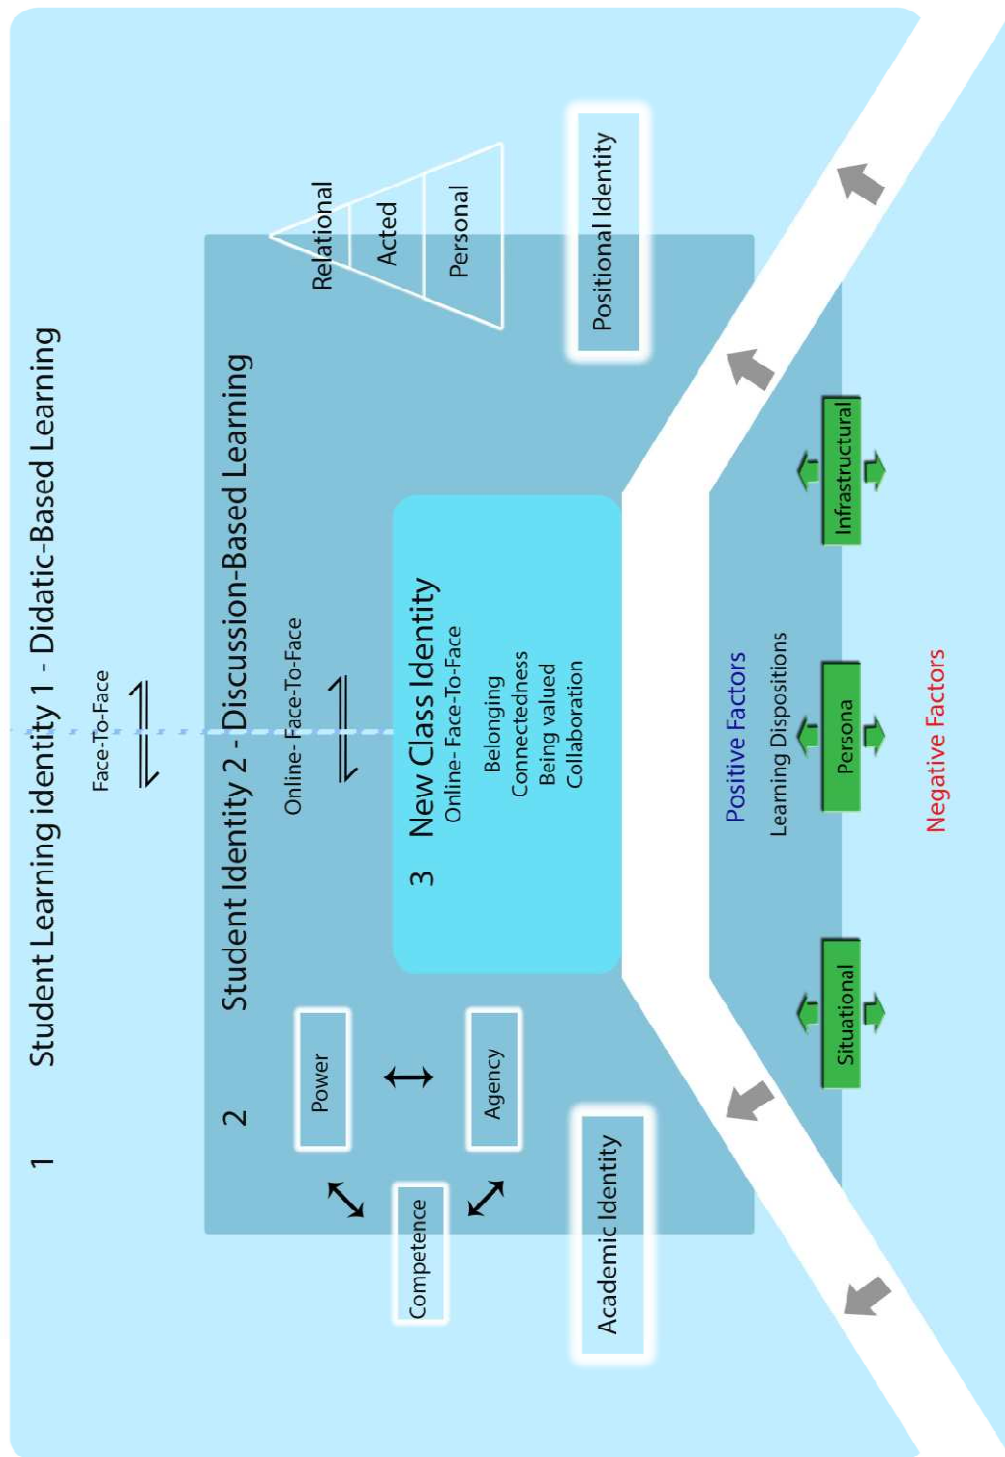 1 Student Learning identity 1 - Didatic-Based Learning
Face-To-Face
2 Student Identity 2 - Discussion-Based Learning
Online- Face-To-Face
Power
Competence
Agency
Academic Identity
Relational
Acted
Personal
Positional Identity
3 New Class Identity
Online- Face-To-Face
Belonging
Connectedness
Being valued
Collaboration
Positive Factors
Learning Dispositions
Situational
Persona
Infrastructural
Negative Factors